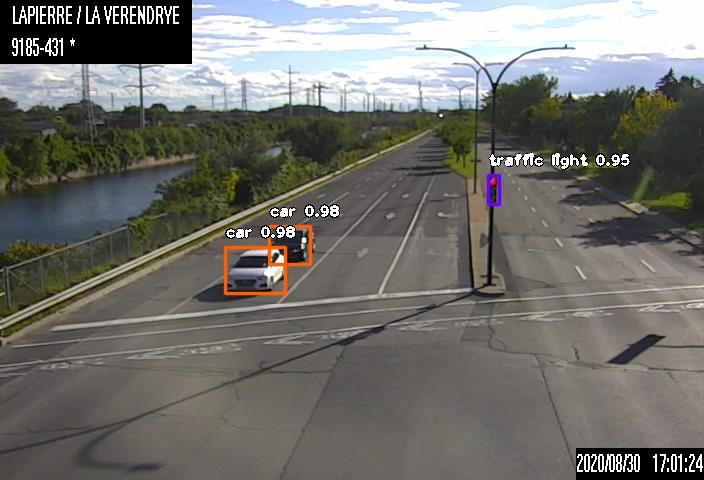 LAPIERRE / LA VERENDRYE
9185-431 *
traffic light 0.95
car 0.98
car 0.98
2020/08/30 17:01:24